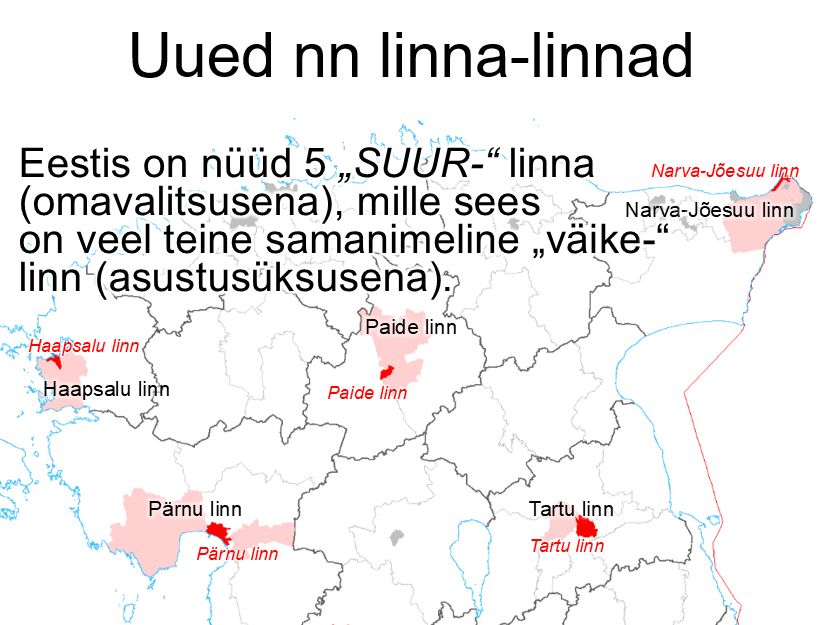 Uued nn linna-linnad
Eestis on nüüd 5 „SUUR-“ linna
(omavalitsusena), mille sees
on veel teine samanimeline „väike-“
linn (asustusüksusena).
Narva-Jõesuu linn
Narva-Jõesuu linn
Paide linn
Haapsalu linn
Haapsalu linn
Paide linn
Pärnu linn
Tartu linn
Pärnu linn
Tartu linn